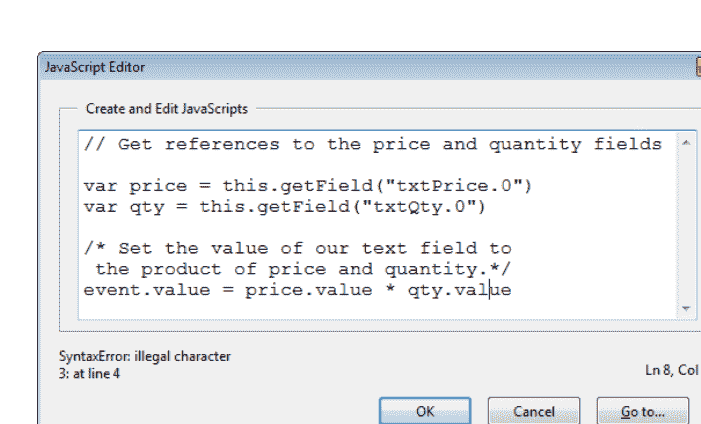 JavaScript Editor
Create and Edit JavaScripts
// Get references to the price and quantity fields
var price = this.getField("txtPrice.0")
var qty = this.getField("txtQty.0")
/* Set the value of our text field to
the product of price and quantity.*/
event.value = price.value * qty.value
SyntaxError: illegal character
3: at line 4
Ln 8, Col
OK
Cancel
Go to...